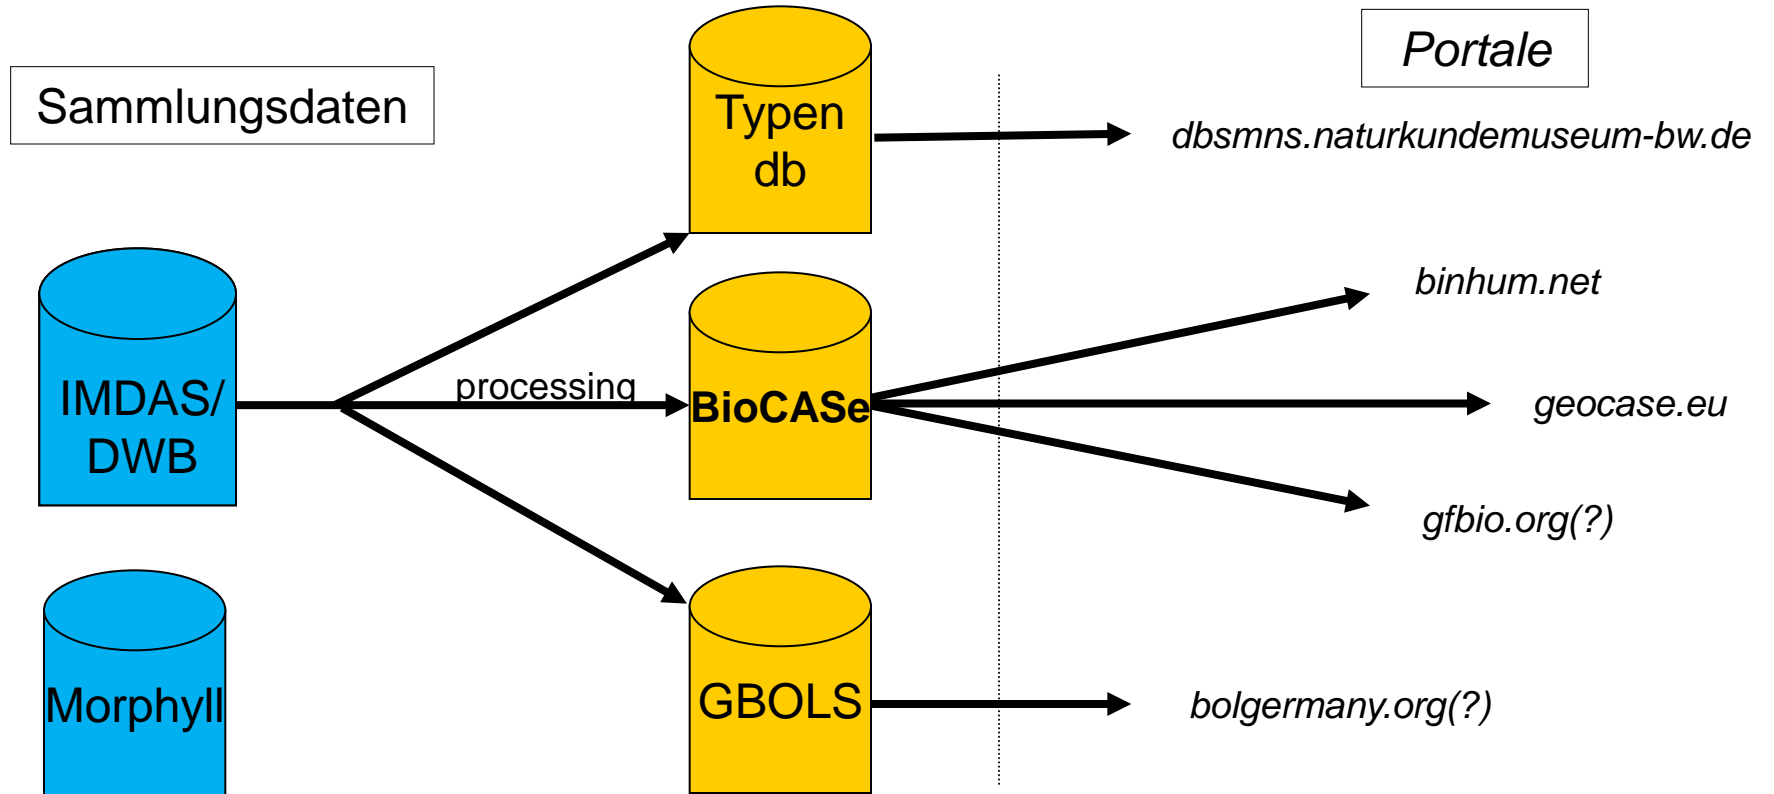 Sammlungsdaten
Portale
Typen
db
dbsmns.naturkundemuseum-bw.de
IMDAS/
DWB
processing
BioCASe
binhum.net
geocase.eu
gfbio.org(?)
Morphyll
GBOLS
bolgermany.org(?)